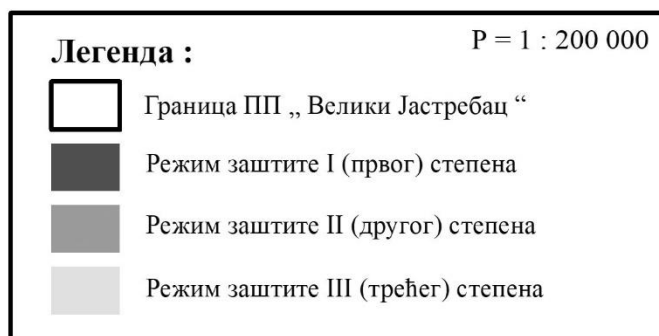 Легенда :
Р = 1 : 200 000
Граница ПП „ Велики Јастребац “
Режим заштите I (првог) степена
Режим заштите II (другог) степена
Режим заштите III (трећег) степена